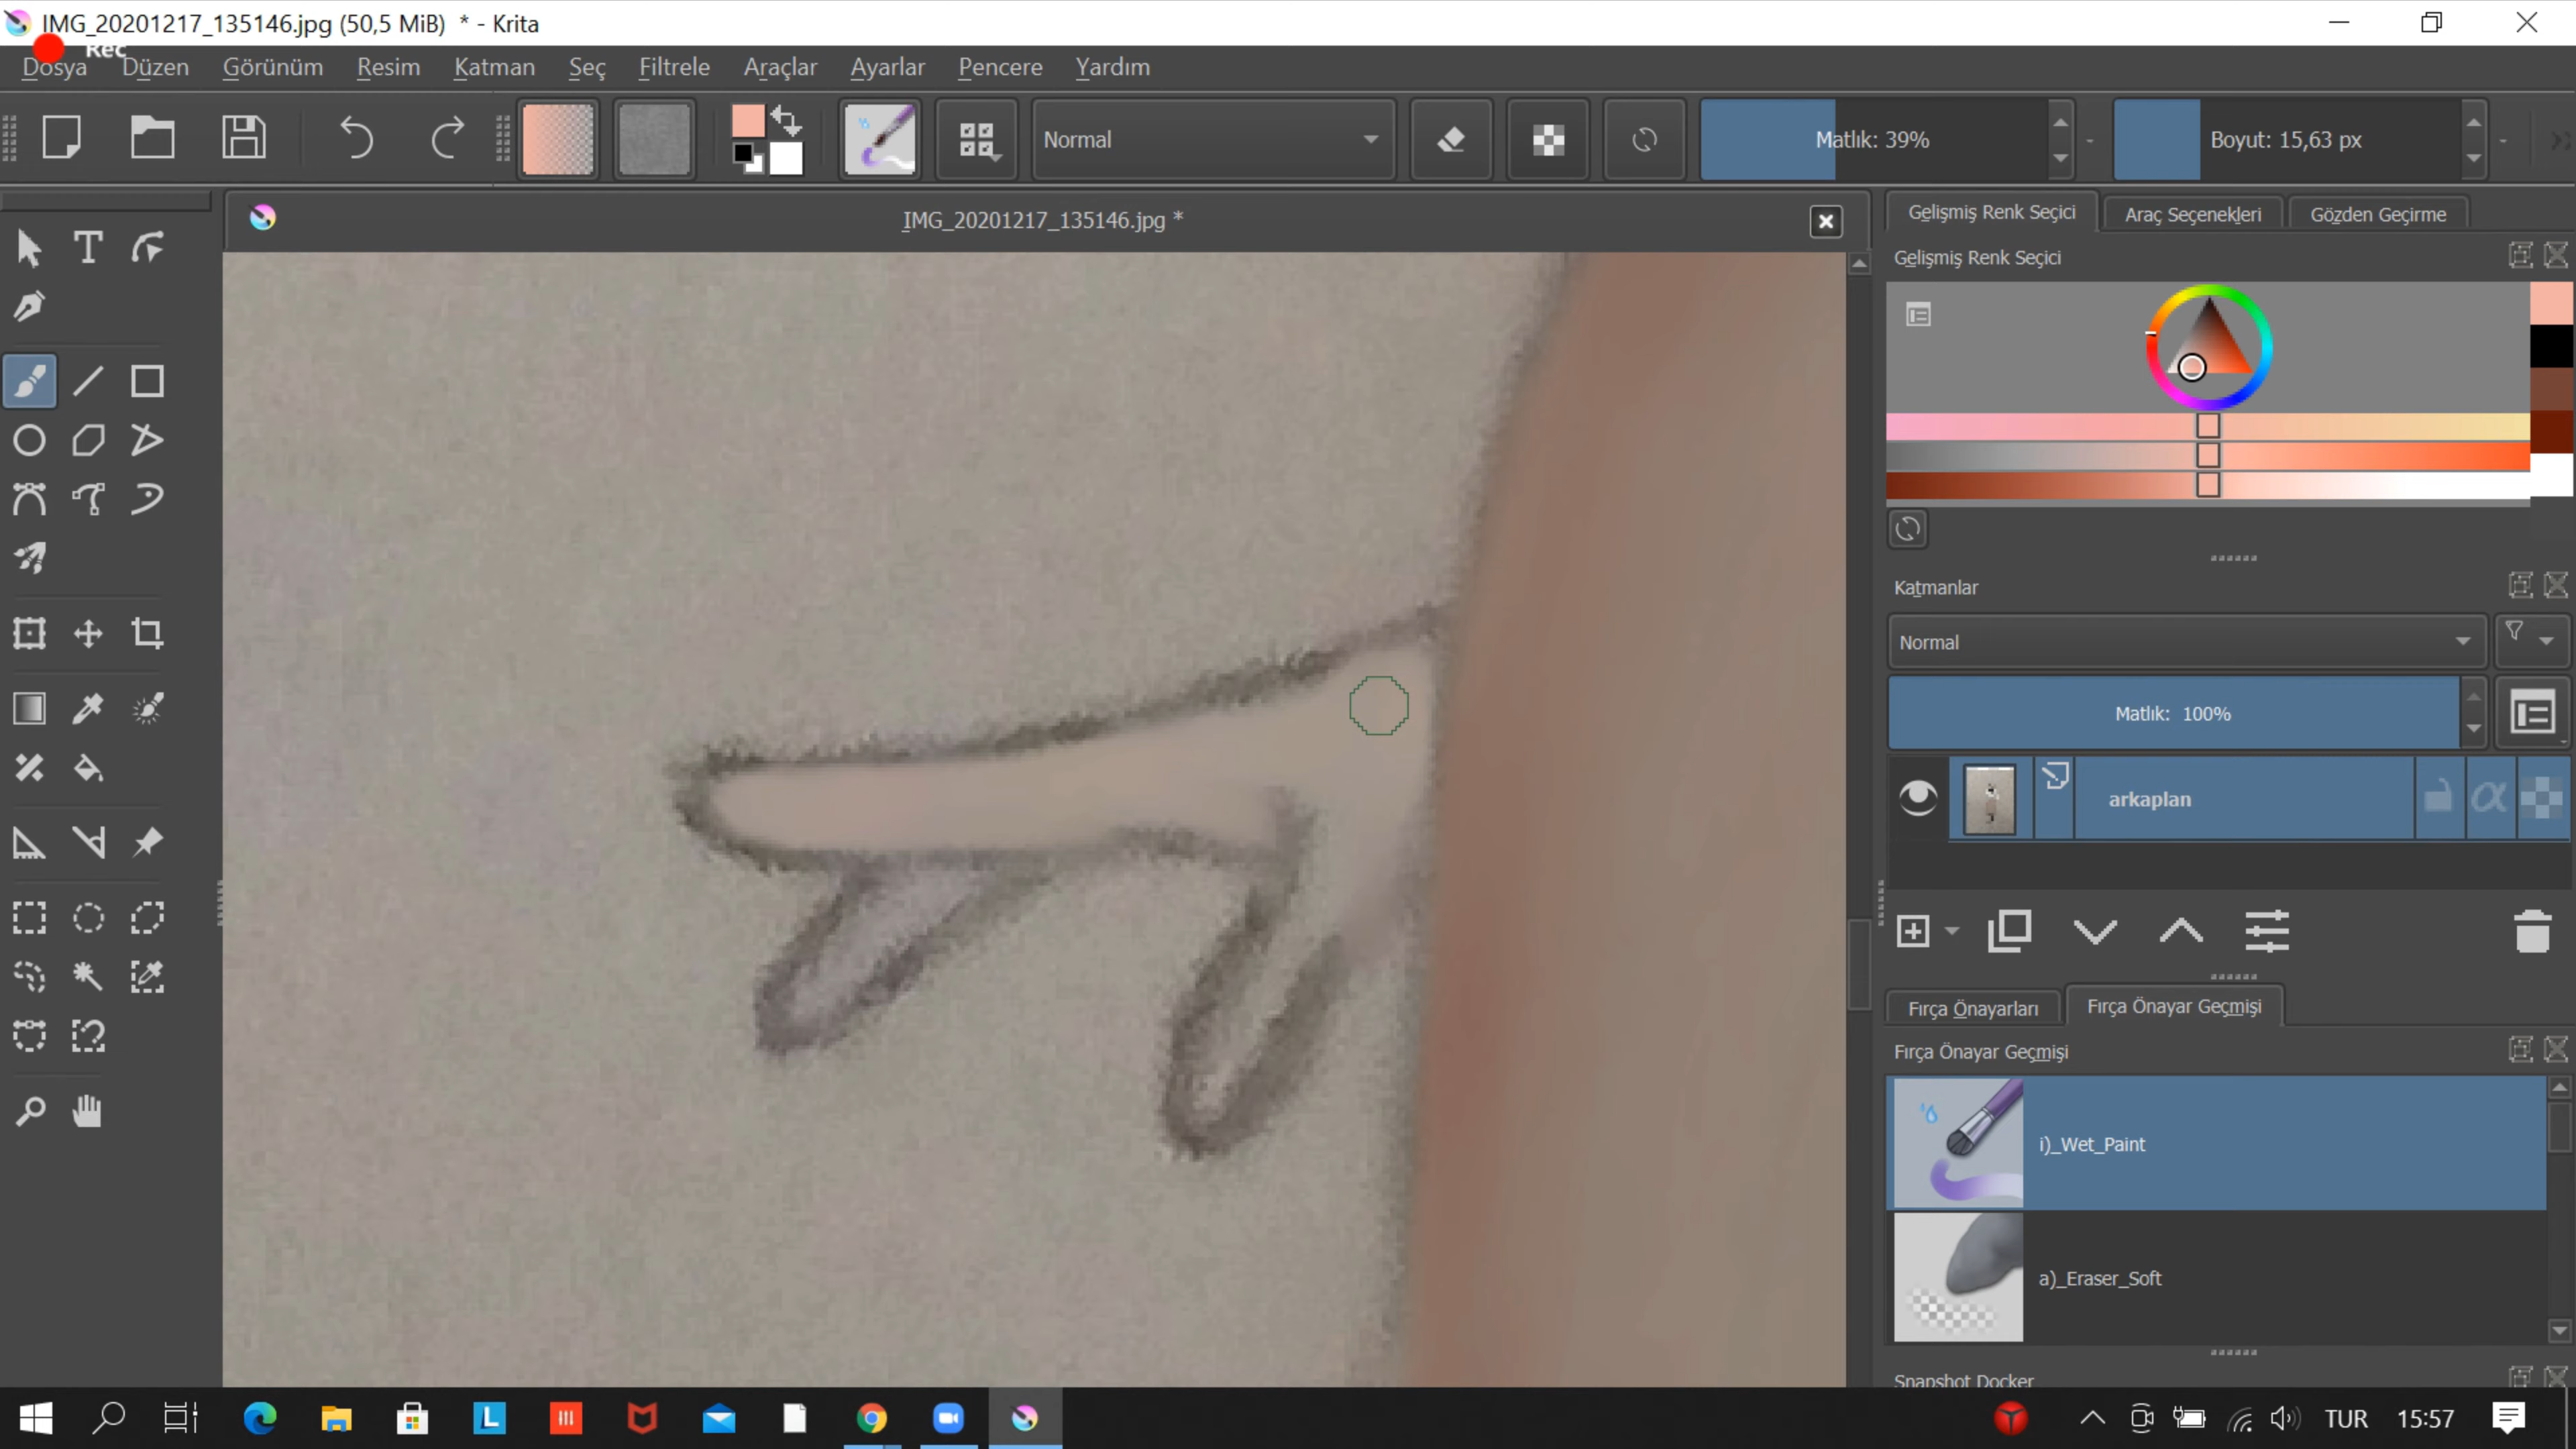 IMG_20201217_135146.jpg (50,5 MiB) * - Krita
Rec
Dosya Düzen Görünüm Resim Katman Seç Filtrele Araçlar Ayarlar Pencere Yardım
Normal
Matlık: 39%
Boyut: 15,63 px
IMG_20201217_135146.jpg *
Gelişmiş Renk Seçici
Araç Seçenekleri
Gözden Geçirme
Gelişmiş Renk Seçici
Katmanlar
Normal
Matlık: 100%
arkaplan
Fırça Önayarları
Fırça Önayar Geçmişi
Fırça Önayar Geçmişi
i)_Wet_Paint
a)_Eraser_Soft
Snapshot Docker
TUR
15:57